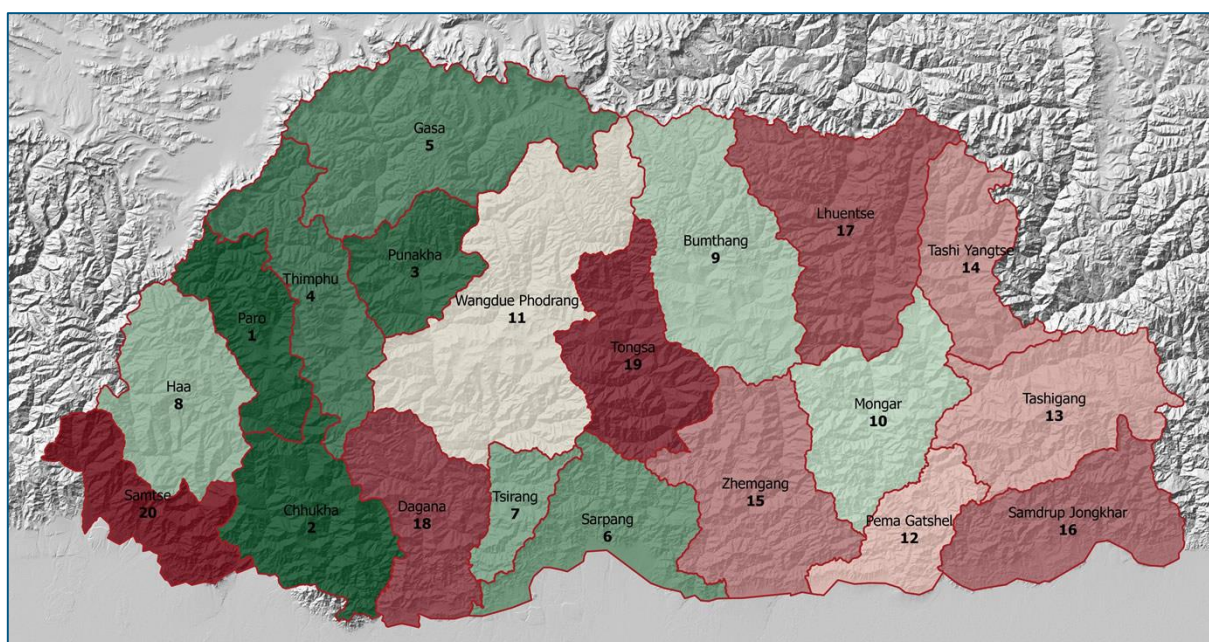 Gasa
5
Punakha
3
Thimphu
4
Paro
1
Haa
8
Samtse
20
Chhukha
2
Dagana
18
Tsirang
7
Sarpang
6
Wangdue Phodrang
11
Tongsa
19
Bumthang
9
Lhuentse
17
Tashi Yangtse
14
Mongar
10
Tashigang
13
Zhemgang
15
Pema Gatshel
12
Samdrup Jongkhar
16